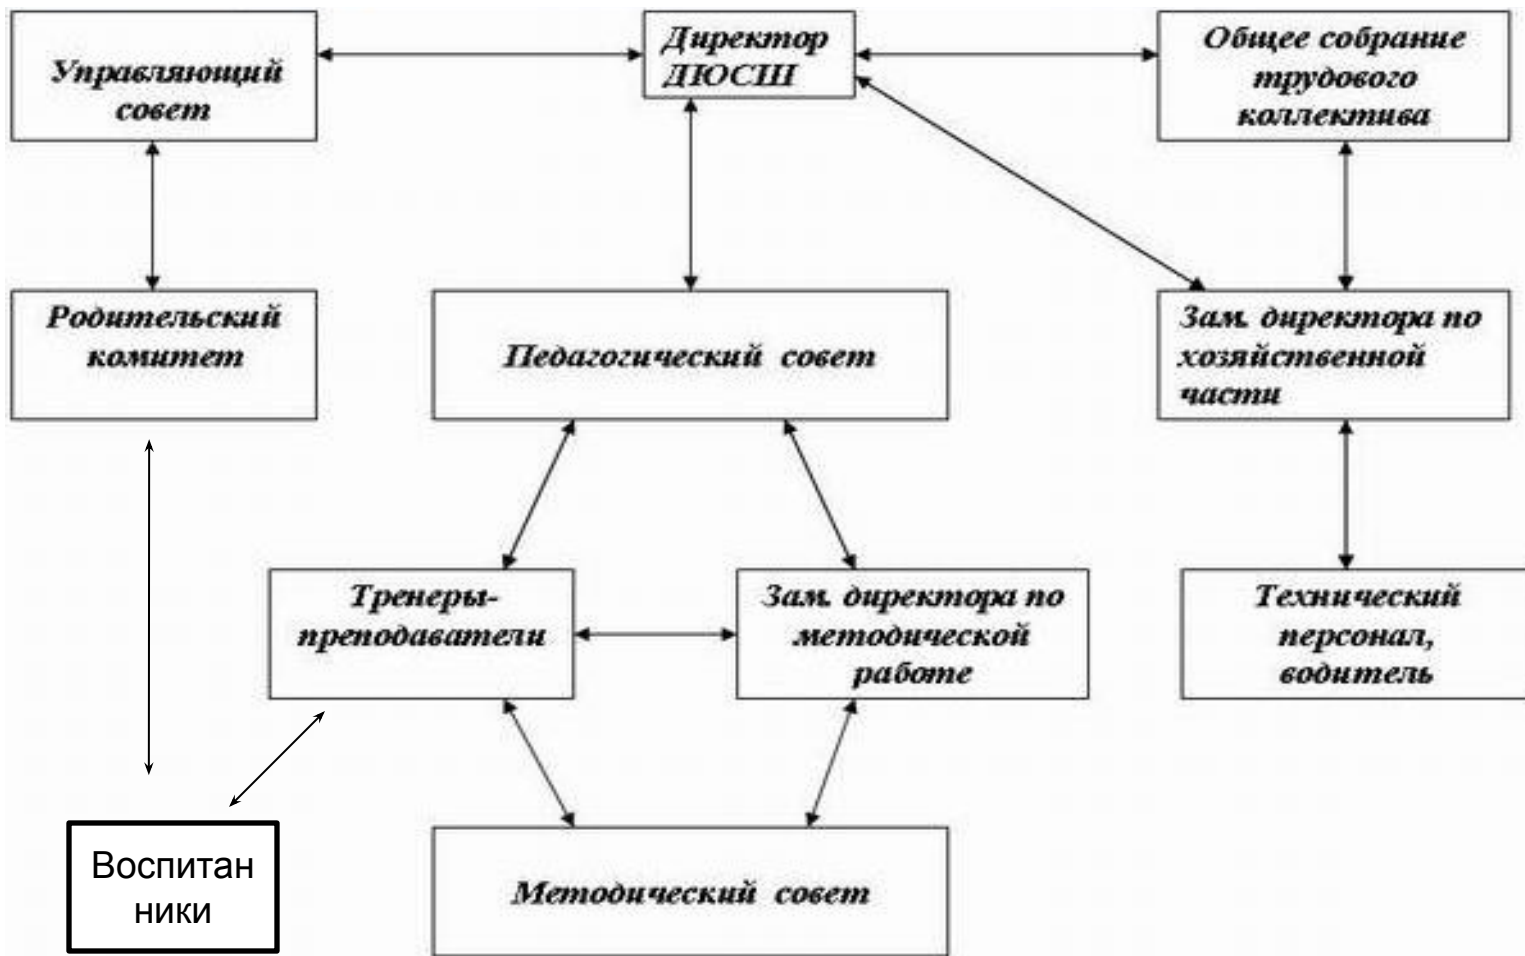 Управляющий
совет
Директор
ДЮСШ
Общее собрание
трудового
коллектива
Родительский
комитет
Педагогический совет
Зам. директора по
хозяйственной
части
Тренеры-
преподаватели
Зам. директора по
методической
работе
Технический
персонал,
водитель
Воспитан
ники
Методический совет